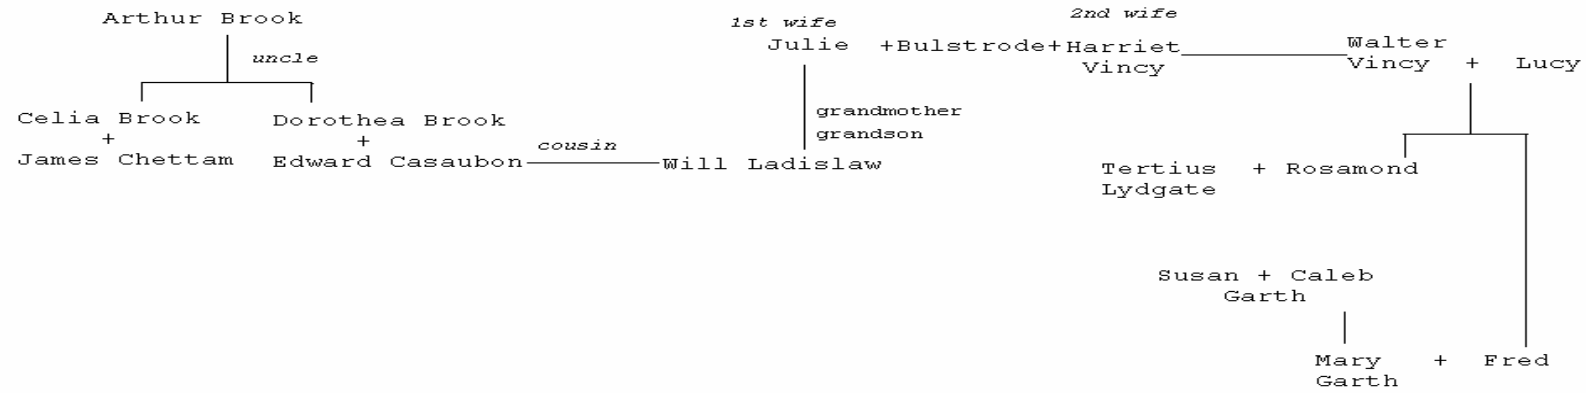 Arthur Brook
uncle
Celia Brook
+
James Chettam
Dorothea Brook
+
Edward Casaubon
cousin
Will Ladislaw
1st wife
Julie +Bulstrode+
grandmother
grandson
2nd wife
Harriet
Vincy
Walter
Vincy + Lucy
Tertius + Rosamond
Lydgate
Susan + Caleb
Garth
Mary + Fred
Garth